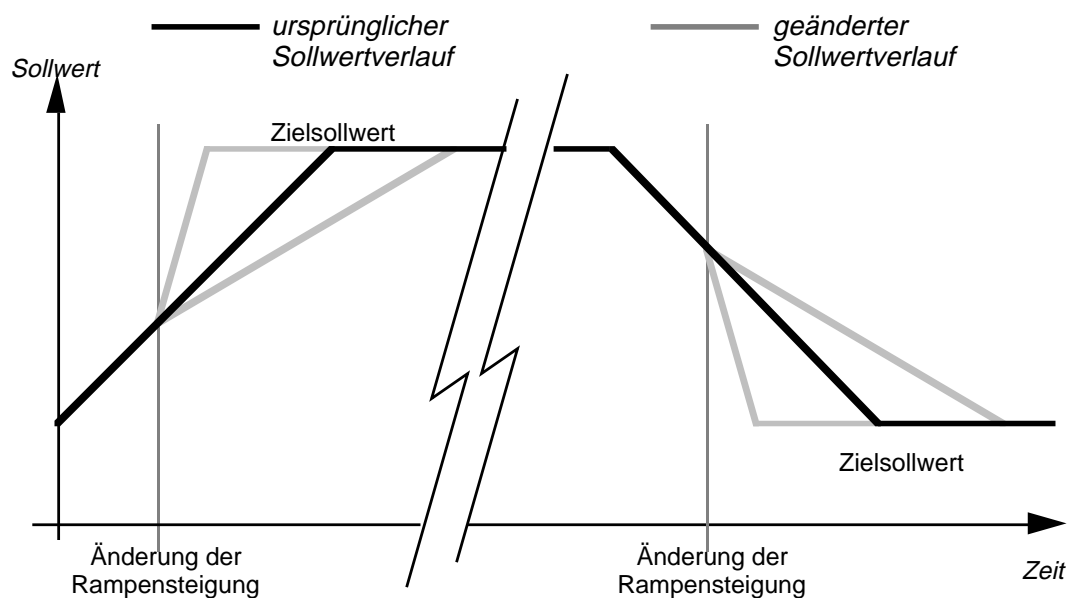 ursprünglicher
Sollwertverlauf
geänderter
Sollwertverlauf
Sollwert
Zielsollwert
Zielsollwert
Änderung der
Rampensteigung
Änderung der
Rampensteigung
Zeit